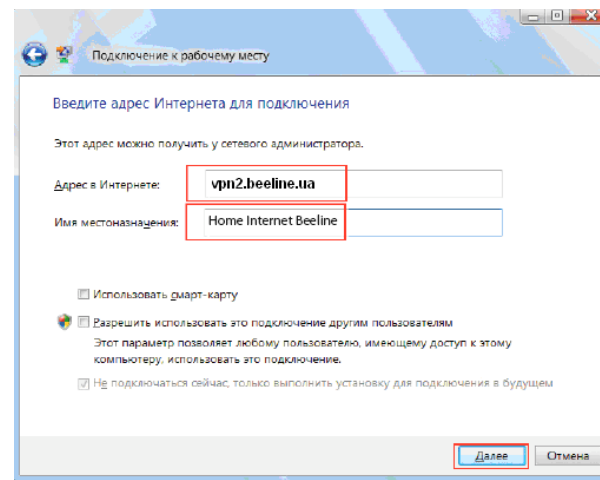 Подключение к рабочему месту
Введите адрес Интернета для подключения
Этот адрес можно получить у сетевого администратора.
Адрес в Интернете: vpn2.beeline.ua
Имя местоназначения: Home Internet Beeline
Использовать смарт-карту
Разрешить использовать это подключение другим пользователям
Этот параметр позволяет любому пользователю, имеющему доступ к этому
компьютеру, использовать это подключение.
Не подключаться сейчас, только выполнить установку для подключения в будущем
Далее Отмена